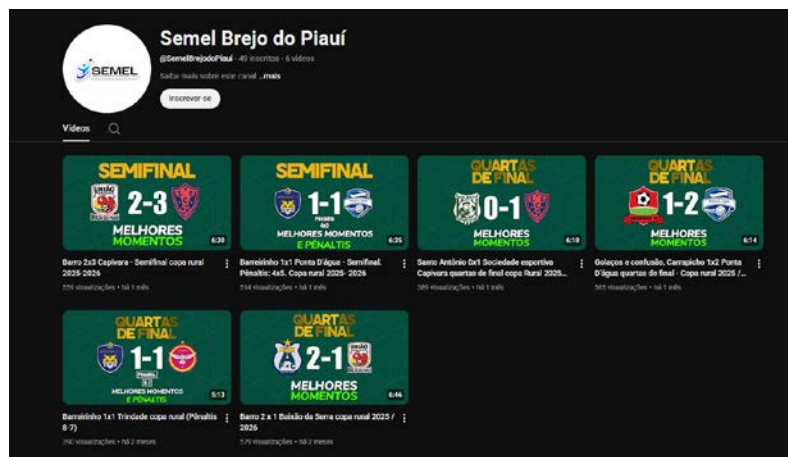 SEMEL
Semel Brejo do Piauí
@SemelBrejodoPiauí · 49 inscritos · 6 vídeos
Saiba mais sobre este canal ...mais
Inscrever-se
Vídeos
SEMIFINAL
2-3
MELHORES
MOMENTOS
6:30
Barro 2x3 Capivara - Semifinal copa rural
2025-2026
559 visualizações • há 1 mês
SEMIFINAL
1-1
Pênaltis
4x5
MELHORES MOMENTOS
E PÊNALTIS
6:35
Barreirinho 1x1 Ponta D'água - Semifinal.
Pênaltis: 4x5. Copa rural 2025- 2026
514 visualizações • há 1 mês
QUARTAS
DE FINAL
0-1
MELHORES
MOMENTOS
6:10
Santo Antônio 0x1 Sociedade esportiva
Capivara quartas de final copa Rural 2025...
369 visualizações • há 1 mês
QUARTAS
DE FINAL
1-2
MELHORES
MOMENTOS
6:14
Golaços e confusão, Carrapicho 1x2 Ponta
D'água quartas de final - Copa rural 2025 /...
565 visualizações • há 1 mês
QUARTAS
DE FINAL
1-1
MELHORES MOMENTOS
E PÊNALTIS
5:13
Barreirinho 1x1 Trindade copa rural (Pênaltis
8-7)
390 visualizações • há 2 meses
QUARTAS
DE FINAL
2-1
MELHORES
MOMENTOS
6:46
Barro 2 x 1 Baixão da Serra copa rural 2025 /
2026
579 visualizações • há 2 meses